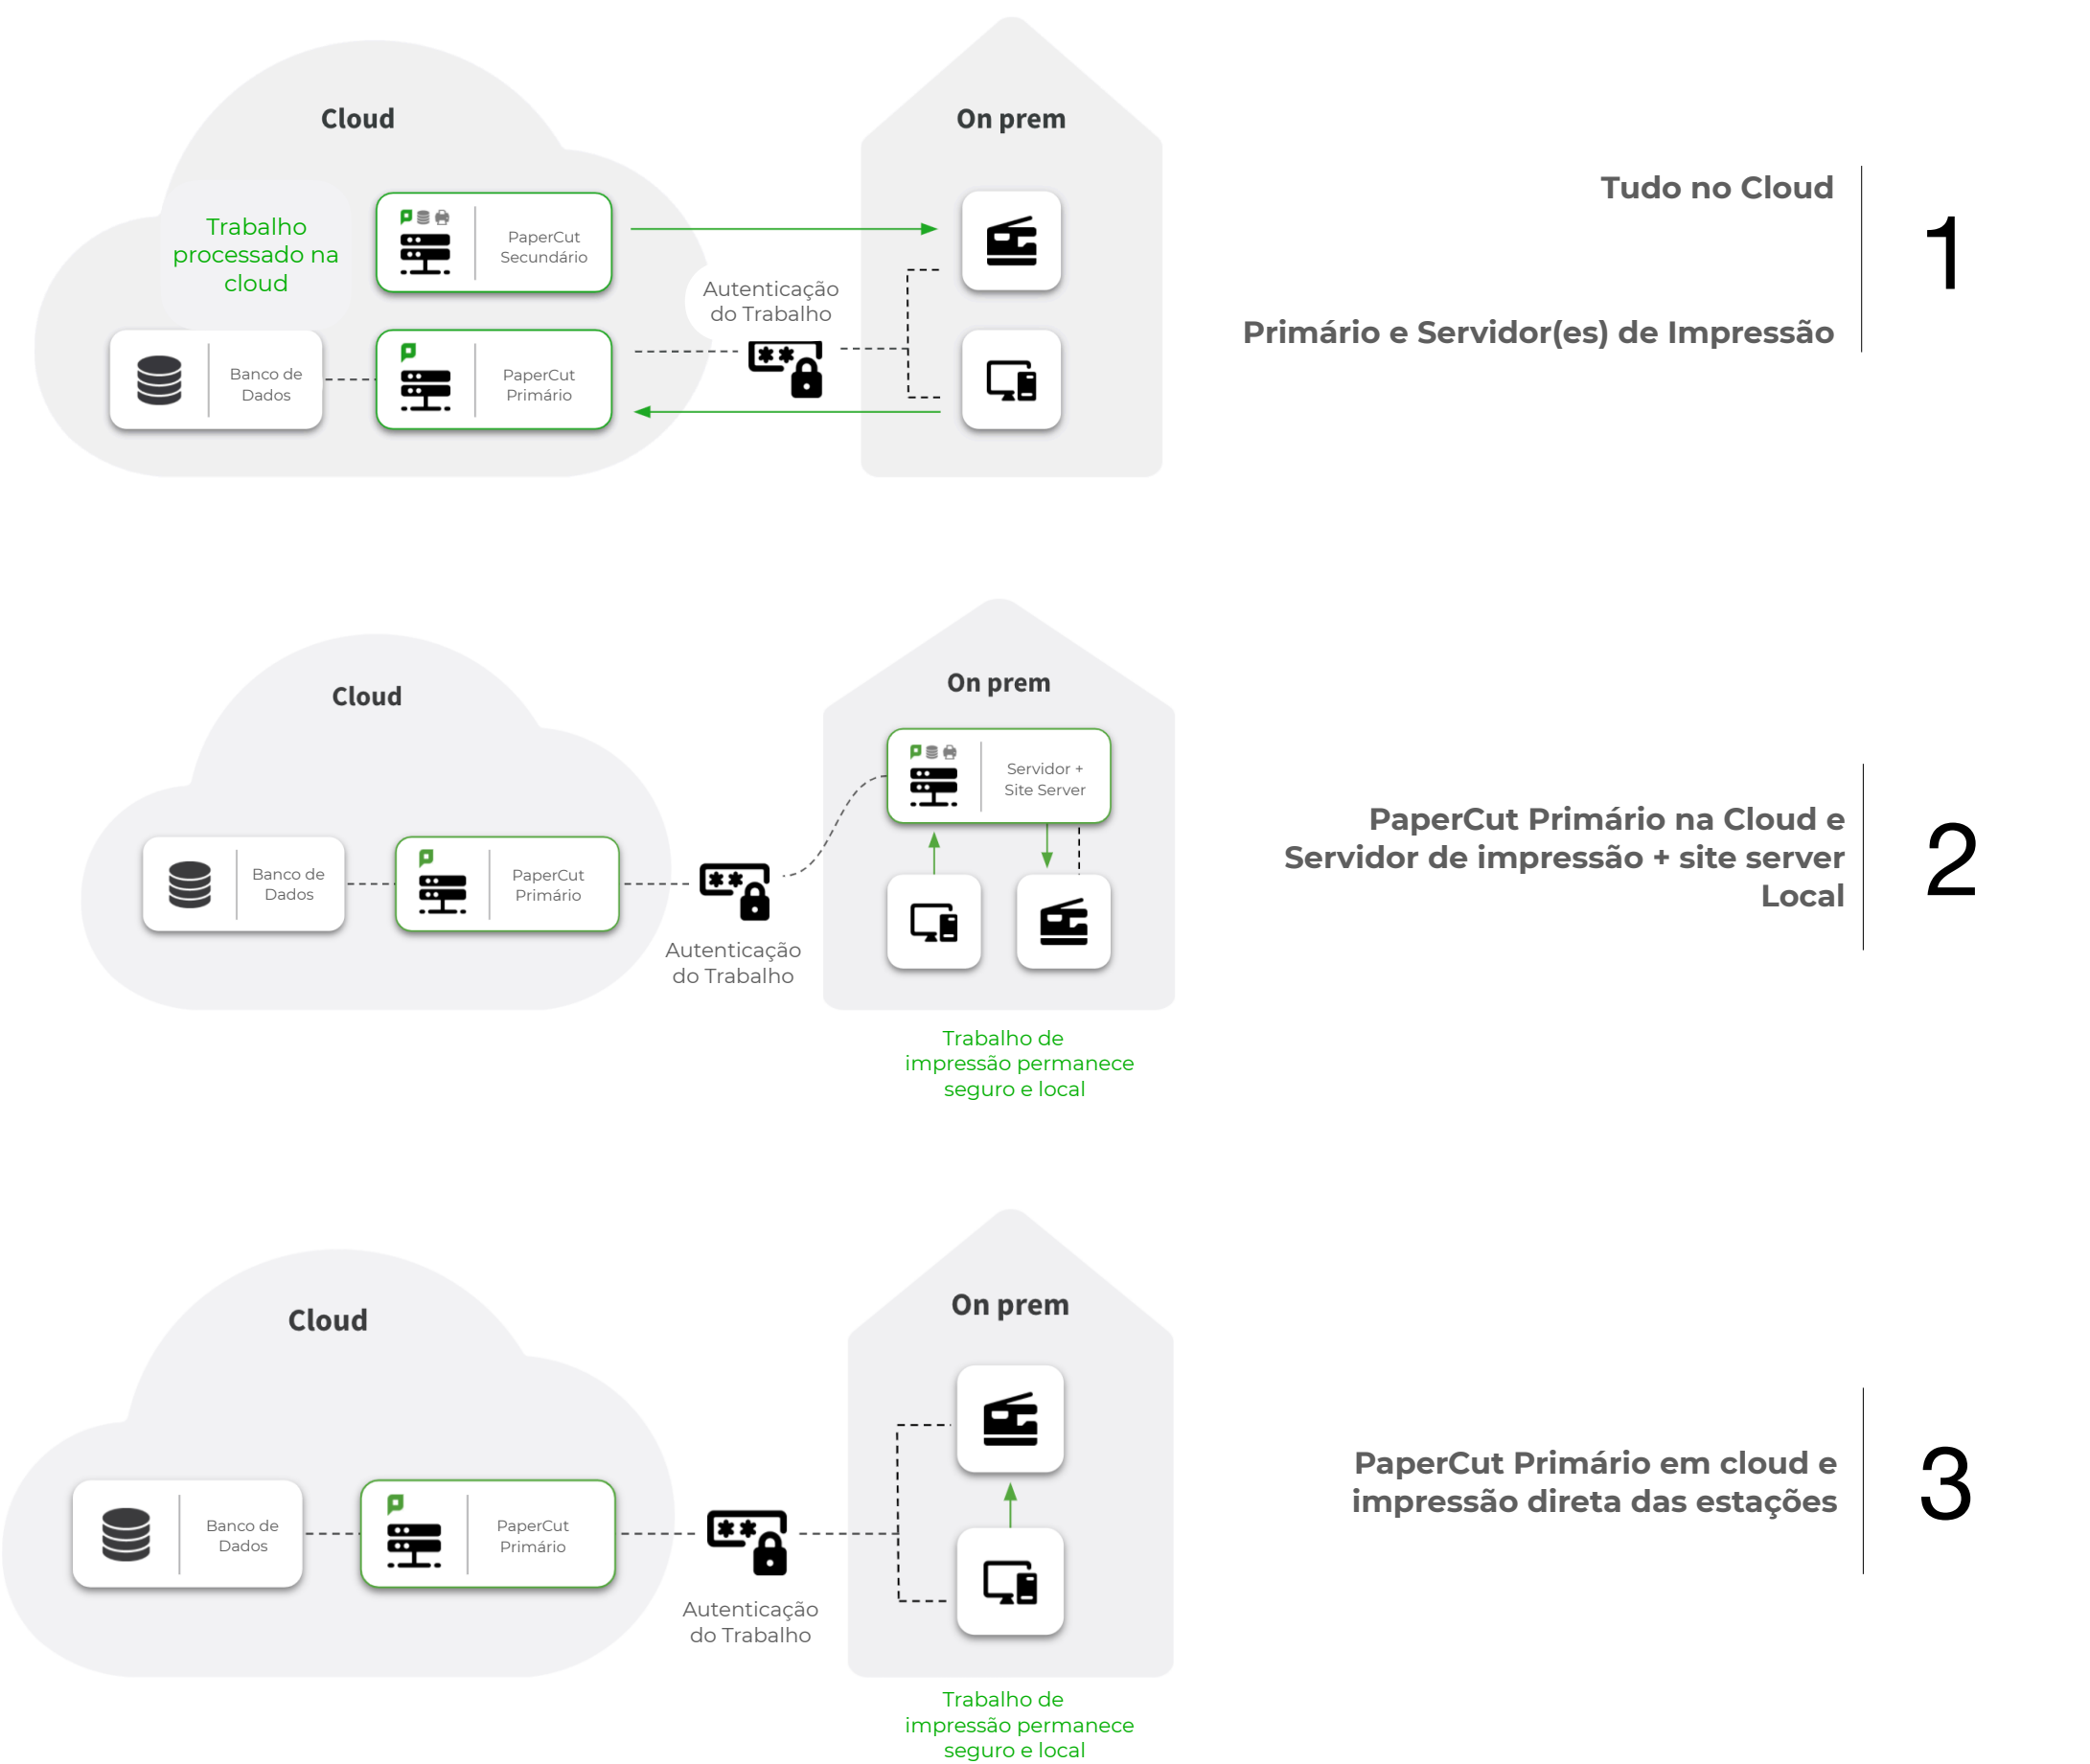 Cloud
On prem
Trabalho
processado na
cloud
PaperCut
Secundário
Autenticação
do Trabalho
Banco de
Dados
PaperCut
Primário
Tudo no Cloud
Primário e Servidor(es) de Impressão
1
Cloud
On prem
Servidor +
Site Server
Banco de
Dados
PaperCut
Primário
Autenticação
do Trabalho
Trabalho de
impressão permanece
seguro e local
PaperCut Primário na Cloud e
Servidor de impressão + site server
Local
2
Cloud
On prem
Banco de
Dados
PaperCut
Primário
Autenticação
do Trabalho
Trabalho de
impressão permanece
seguro e local
PaperCut Primário em cloud e
impressão direta das estações
3